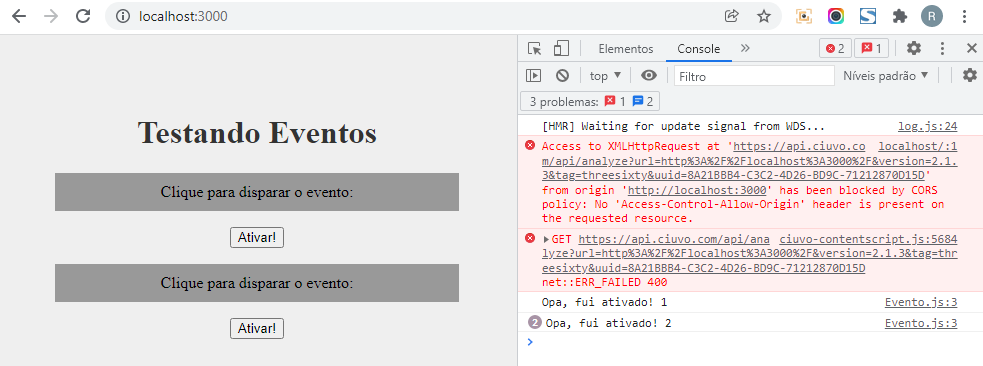 localhost:3000
R
Testando Eventos
Clique para disparar o evento:
Ativar!
Clique para disparar o evento:
Ativar!
Elementos
Console
2
1
top
Filtro
Níveis padrão
3 problemas: 1 2
[HMR] Waiting for update signal from WDS... log.js:24
Access to XMLHttpRequest at 'https://api.ciuvo.co localhost/:1
m/api/analyze?url=http%3A%2F%2Flocalhost%3A3000%2F&version=2.1.
3&tag=threesixty&uuid=8A21BBB4-C3C2-4D26-BD9C-71212870D15D'
from origin 'http://localhost:3000' has been blocked by CORS
policy: No 'Access-Control-Allow-Origin' header is present on
the requested resource.
GET https://api.ciuvo.com/api/ana ciuvo-contentscript.js:5684
lyze?url=http%3A%2F%2Flocalhost%3A3000%2F&version=2.1.3&tag=thr
eesixty&uuid=8A21BBB4-C3C2-4D26-BD9C-71212870D15D
net::ERR_FAILED 400
Opa, fui ativado! 1 Evento.js:3
2 Opa, fui ativado! 2 Evento.js:3